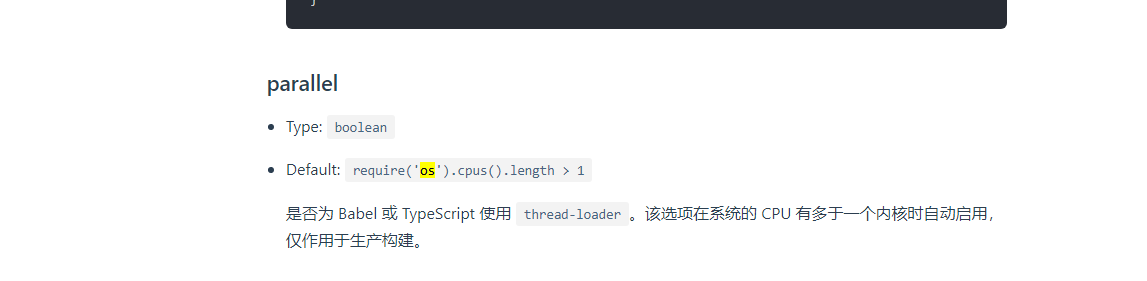 }
parallel
Type: boolean
Default: require('os').cpus().length > 1
是否为 Babel 或 TypeScript 使用 thread-loader。该选项在系统的 CPU 有多于一个内核时自动启用，
仅作用于生产构建。